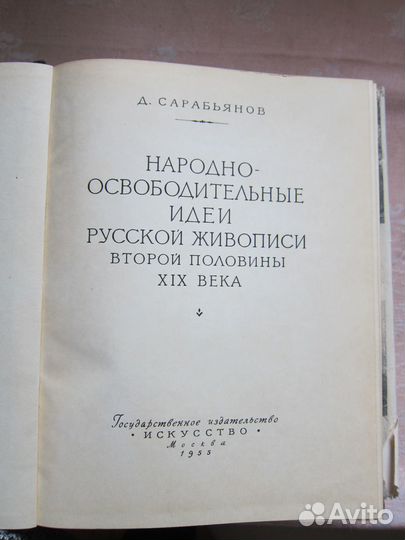 Д. САРАБЬЯНОВ
НАРОДНО-
ОСВОБОДИТЕЛЬНЫЕ
ИДЕИ
РУССКОЙ ЖИВОПИСИ
ВТОРОЙ ПОЛОВИНЫ
XIX ВЕКА
Государственное издательство
• ИСКУССТВО •
Москва
1955
Avito